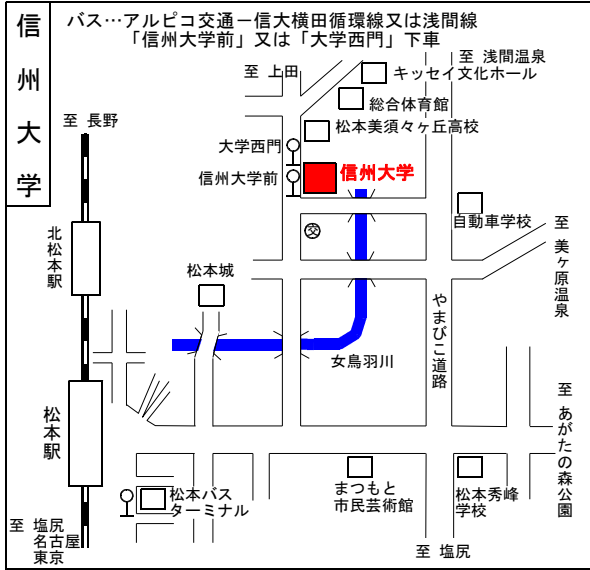 信州大学
バス…アルピコ交通－信大横田循環線又は浅間線
「信州大学前」又は「大学西門」下車
至 浅間温泉
至 上田
キッセイ文化ホール
総合体育館
至 長野
松本美須々ヶ丘高校
大学西門
信州大学
信州大学前
自動車学校
交
至 美ヶ原温泉
北松本駅
松本城
やまびこ道路
女鳥羽川
至 あがたの森公園
松本駅
松本バス
ターミナル
まつもと
市民芸術館
松本秀峰
学校
至 塩尻
名古屋
東京
至 塩尻